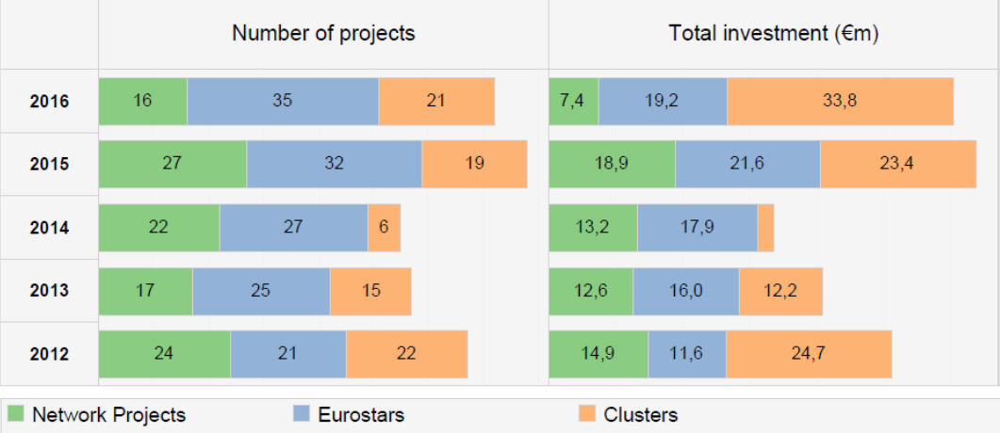 Number of projects Total investment (€m)
2016 16 35 21 7,4 19,2 33,8
2015 27 32 19 18,9 21,6 23,4
2014 22 27 6 13,2 17,9
2013 17 25 15 12,6 16,0 12,2
2012 24 21 22 14,9 11,6 24,7
Network Projects Eurostars Clusters